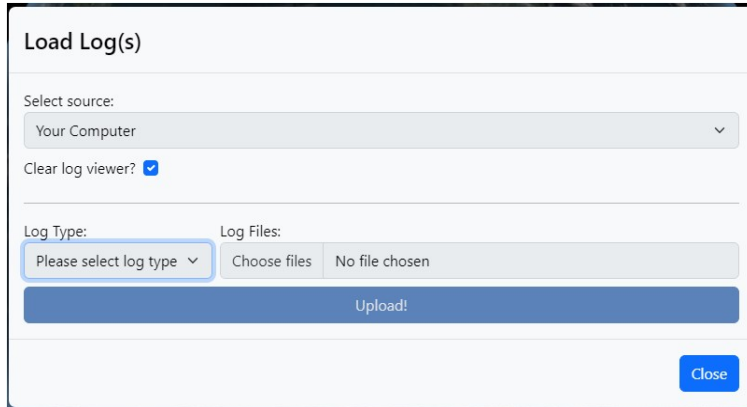 Load Log(s)
Select source:
Your Computer
Clear log viewer?
Log Type: Log Files:
Please select log type Choose files No file chosen
Upload!
Close